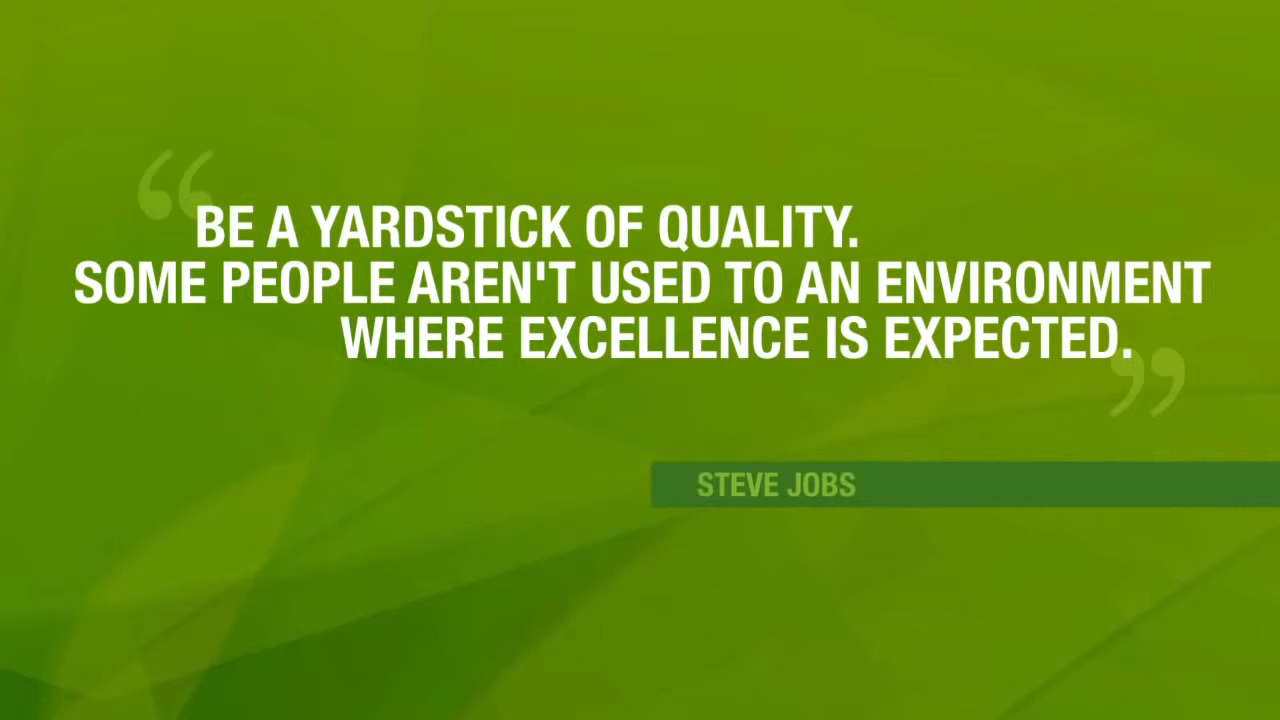 “BE A YARDSTICK OF QUALITY.
SOME PEOPLE AREN'T USED TO AN ENVIRONMENT
WHERE EXCELLENCE IS EXPECTED.”
STEVE JOBS